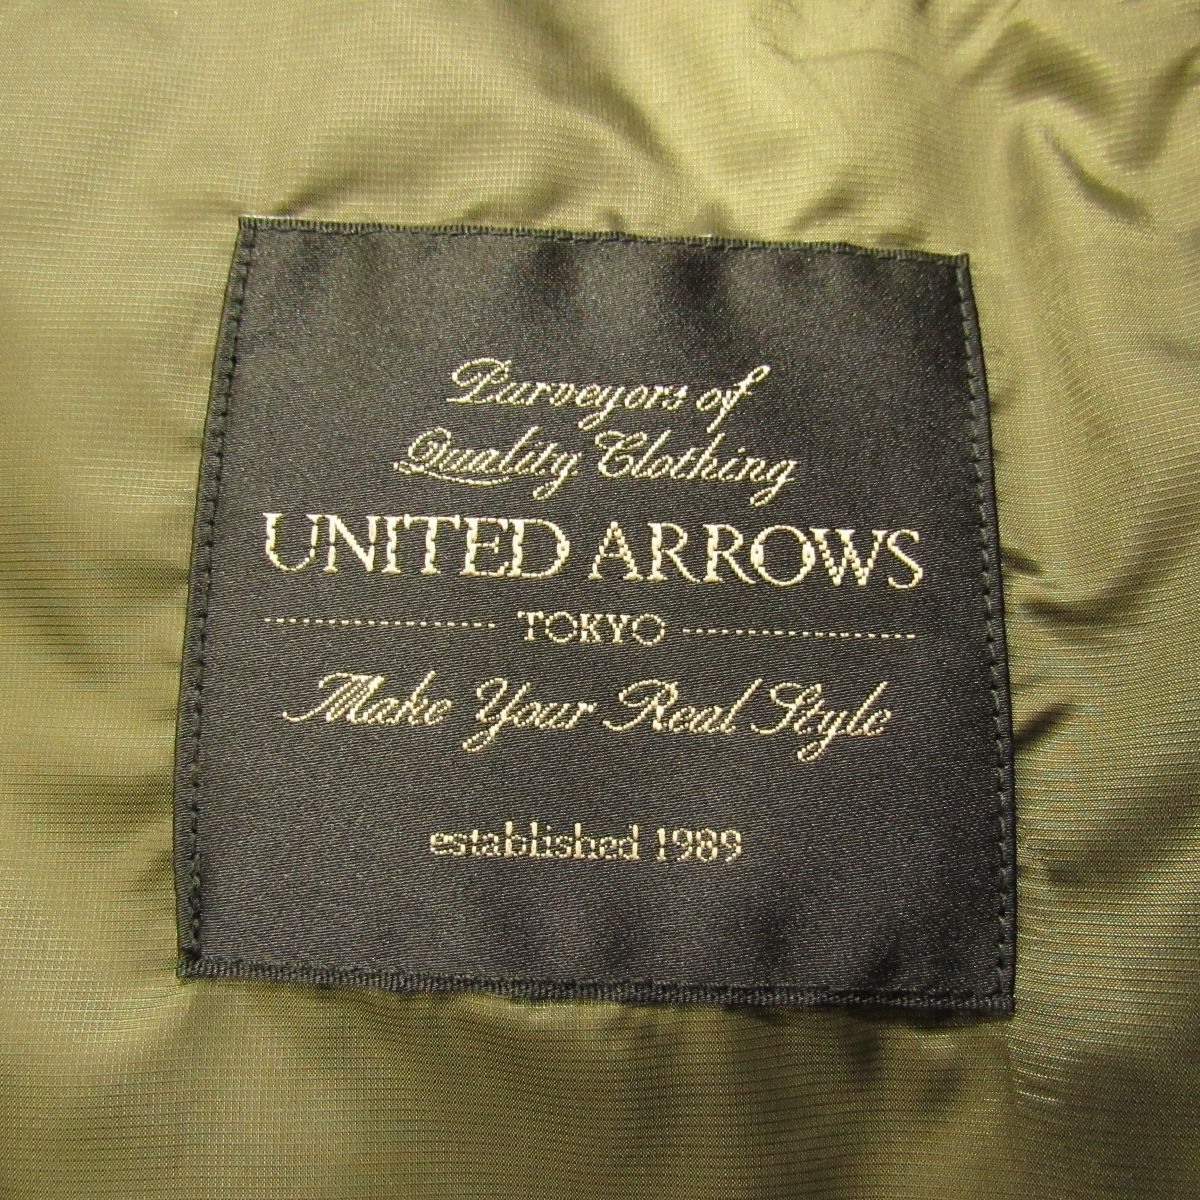 Purveyors of
Quality Clothing
UNITED ARROWS
TOKYO
Make Your Real Style
established 1989